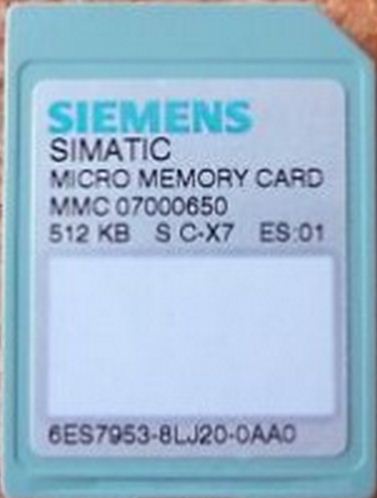 SIEMENS
SIMATIC
MICRO MEMORY CARD
MMC 07000650
512 KB S C-X7 ES:01
6ES7953-8LJ20-0AA0